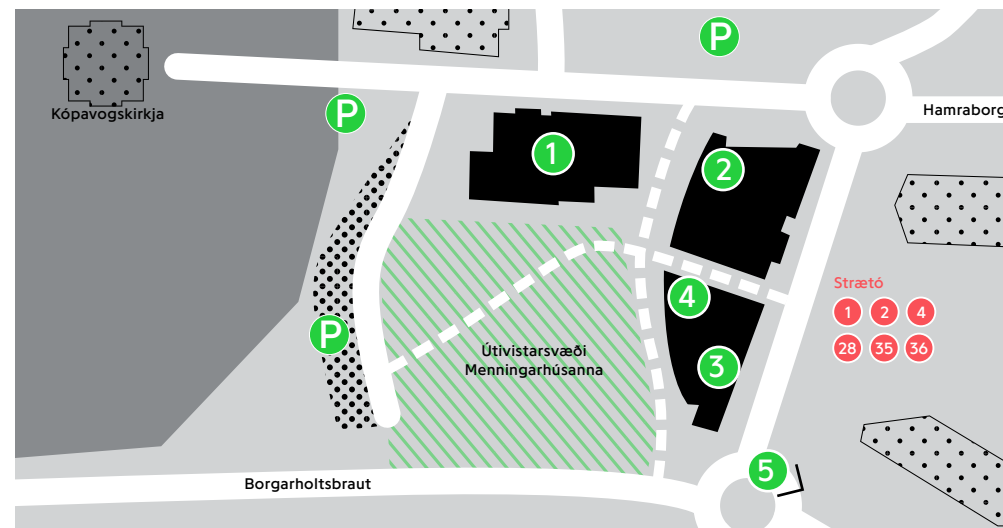 P
Kópavogskirkja
P
Hamraborg
1
2
Strætó
1 2 4
28 35 36
4
P
Útivistarsvæði
Menningarhúsanna
3
5
Borgarholtsbraut